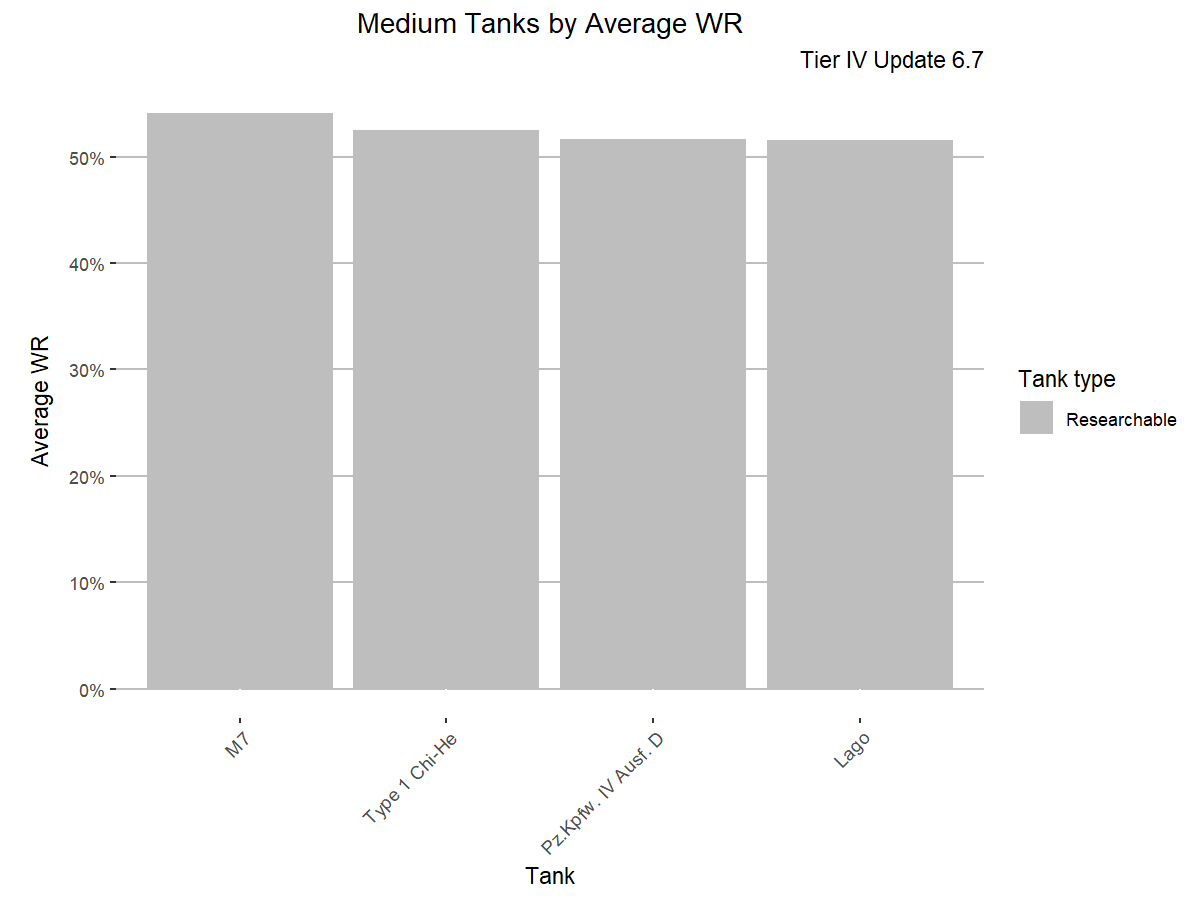 Medium Tanks by Average WR
Tier IV Update 6.7
Average WR
50%
40%
30%
20%
10%
0%
M7
Type 1 Chi-He
Pz.Kpfw. IV Ausf. D
Lago
Tank
Tank type
Researchable